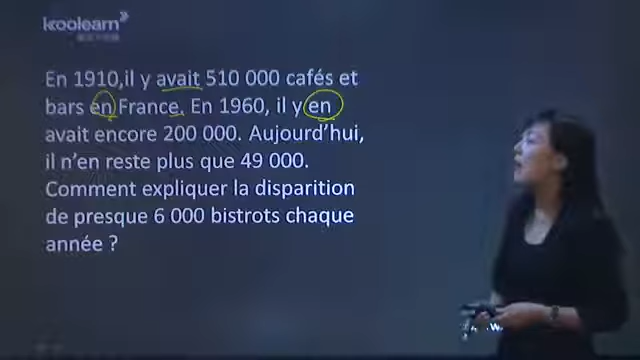 koolearn
En 1910,il y avait 510 000 cafés et
bars en France. En 1960, il y en
avait encore 200 000. Aujourd'hui,
il n'en reste plus que 49 000.
Comment expliquer la disparition
de presque 6 000 bistrots chaque
année ?